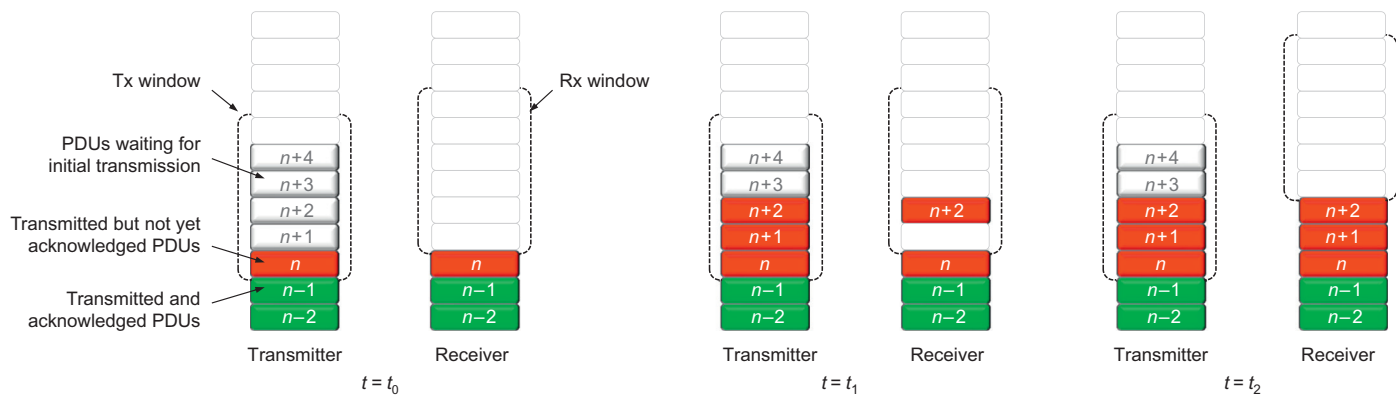 Tx window
PDUs waiting for
initial transmission
Transmitted but not yet
acknowledged PDUs
Transmitted and
acknowledged PDUs
n+4
n+3
n+2
n+1
n
n–1
n–2
Transmitter
Rx window
n
n–1
n–2
Receiver
t = t0
n+4
n+3
n+2
n+1
n
n–1
n–2
Transmitter
n+2
n
n–1
n–2
Receiver
t = t1
n+4
n+3
n+2
n+1
n
n–1
n–2
Transmitter
n+2
n+1
n
n–1
n–2
Receiver
t = t2